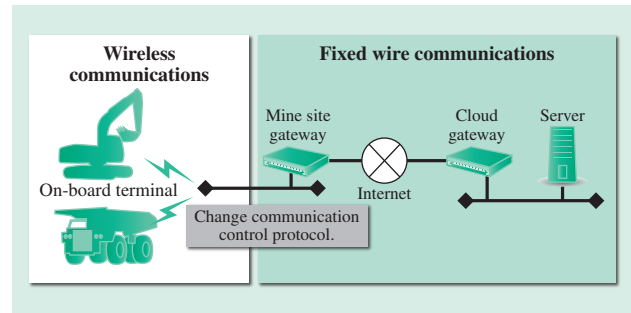 Wireless
communications
On-board terminal
Fixed wire communications
Mine site
gateway
Internet
Cloud
gateway
Server
Change communication
control protocol.